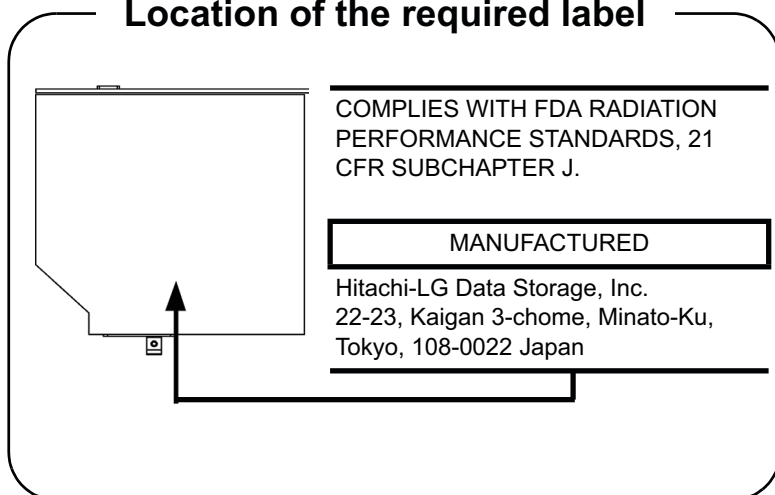 Location of the required label
COMPLIES WITH FDA RADIATION
PERFORMANCE STANDARDS, 21
CFR SUBCHAPTER J.
MANUFACTURED
Hitachi-LG Data Storage, Inc.
22-23, Kaigan 3-chome, Minato-Ku,
Tokyo, 108-0022 Japan